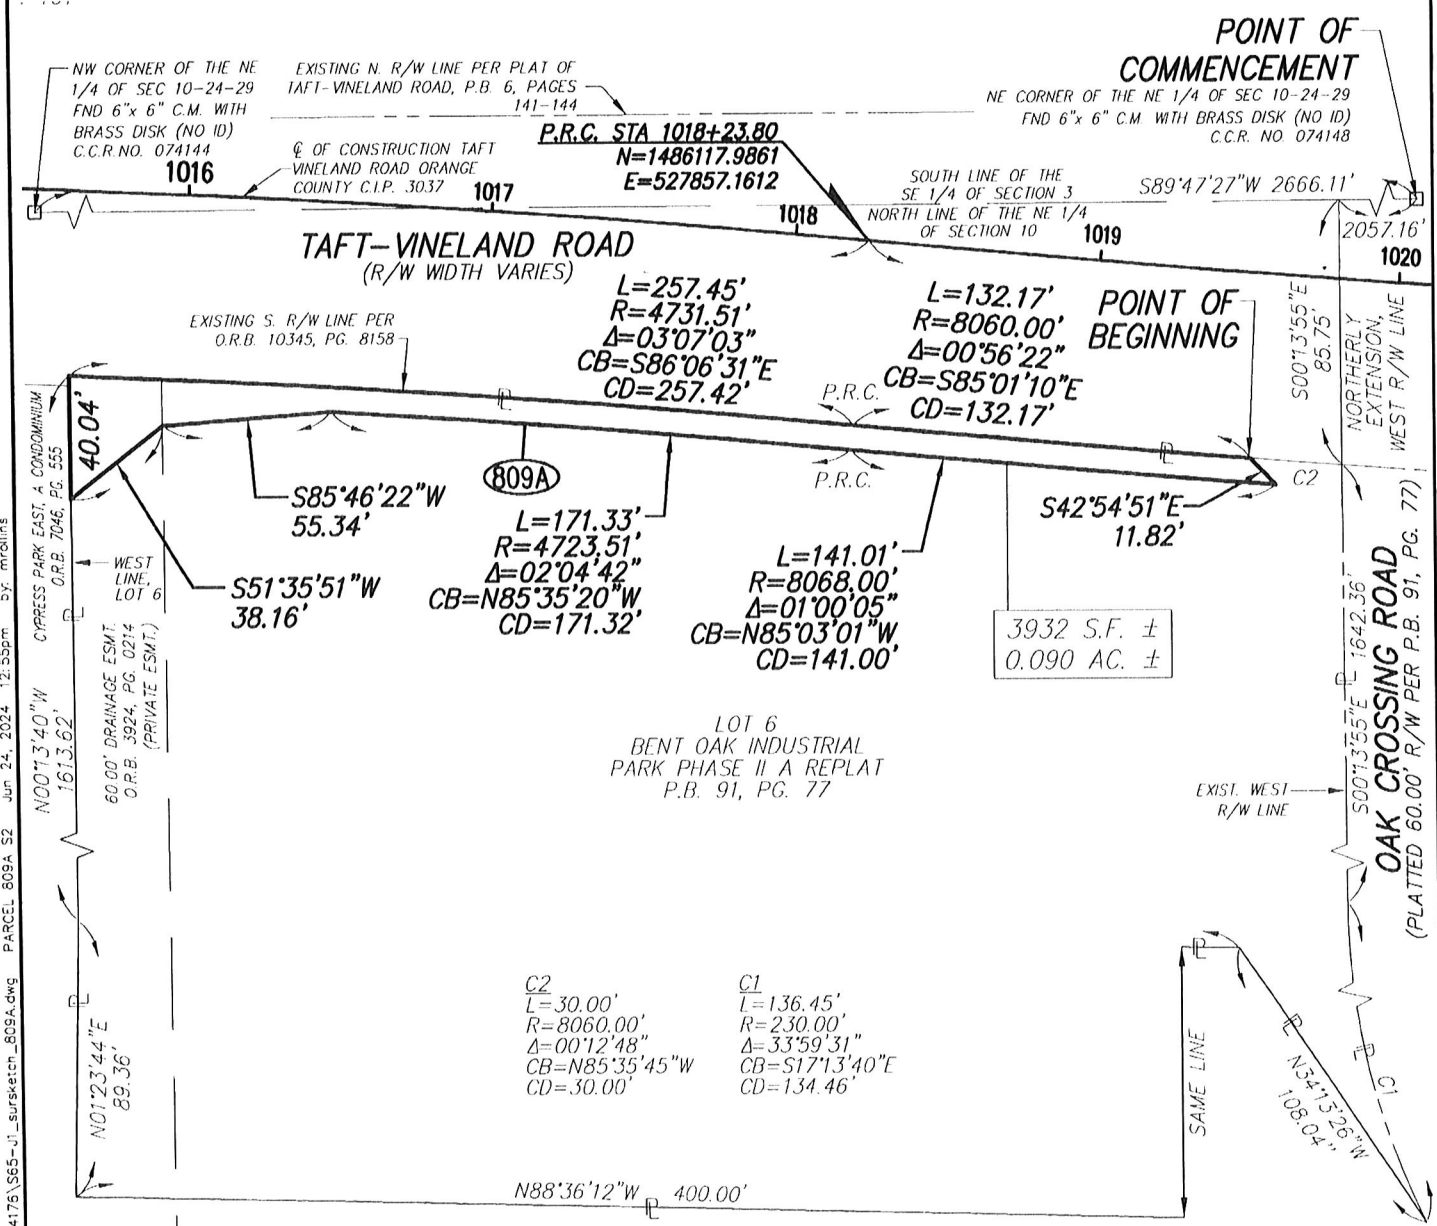 POINT OF
COMMENCEMENT
NE CORNER OF THE NE 1/4 OF SEC 10-24-29
FND 6"x 6" C.M. WITH BRASS DISK (NO ID)
C.C.R. NO. 074148
NW CORNER OF THE NE
1/4 OF SEC 10-24-29
FND 6"x 6" C.M. WITH
BRASS DISK (NO ID)
C.C.R.NO. 074144
EXISTING N. R/W LINE PER PLAT OF
TAFT-VINELAND ROAD, P.B. 6, PAGES
141-144
P.R.C. STA 1018+23.80
N=1486117.9861
E=527857.1612
℄ OF CONSTRUCTION TAFT
VINELAND ROAD ORANGE
COUNTY C.I.P. 3037
1016
1017
1018
1019
1020
SOUTH LINE OF THE
SE 1/4 OF SECTION 3
NORTH LINE OF THE NE 1/4
OF SECTION 10
S89°47'27"W 2666.11'
2057.16'
TAFT-VINELAND ROAD
(R/W WIDTH VARIES)
EXISTING S. R/W LINE PER
O.R.B. 10345, PG. 8158
L=257.45'
R=4731.51'
Δ=03°07'03"
CB=S86°06'31"E
CD=257.42'
L=132.17'
R=8060.00'
Δ=00°56'22"
CB=S85°01'10"E
CD=132.17'
POINT OF
BEGINNING
S00°13'55"E
85.75'
NORTHERLY
EXTENSION,
WEST R/W LINE
P.R.C.
P.R.C.
C2
40.04'
CYPRESS PARK EAST, A CONDOMINIUM
O.R.B. 7046, PG. 555
809A
S85°46'22"W
55.34'
S51°35'51"W
38.16'
WEST
LINE,
LOT 6
L=171.33'
R=4723.51'
Δ=02°04'42"
CB=N85°35'20"W
CD=171.32'
L=141.01'
R=8068.00'
Δ=01°00'05"
CB=N85°03'01"W
CD=141.00'
S42°54'51"E
11.82'
3932 S.F. ±
0.090 AC. ±
N00°13'40"W
1613.62'
60.00' DRAINAGE ESMT.
O.R.B. 3924, PG. 0214
(PRIVATE ESMT.)
LOT 6
BENT OAK INDUSTRIAL
PARK PHASE II A REPLAT
P.B. 91, PG. 77
EXIST. WEST
R/W LINE
S00°13'55"E 1642.36'
OAK CROSSING ROAD
(PLATTED 60.00' R/W PER P.B. 91, PG. 77)
C2
L=30.00'
R=8060.00'
Δ=00°12'48"
CB=N85°35'45"W
CD=30.00'
C1
L=136.45'
R=230.00'
Δ=33°59'31"
CB=S17°13'40"E
CD=134.46'
N01°23'44"E
89.36'
N88°36'12"W 400.00'
SAME LINE
N34°13'26"W
108.04"
C1
4176\S65-J1_sursketch_809A.dwg PARCEL 809A S2 Jun 24, 2024 12:55pm by: mrollins